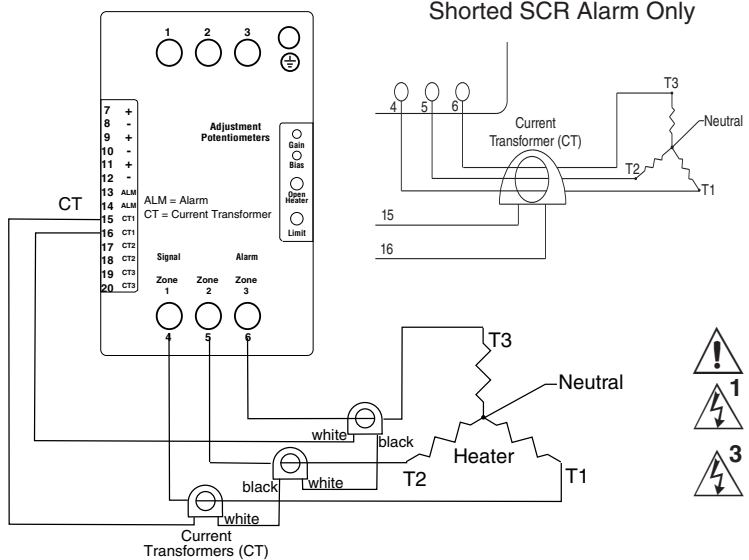 Shorted SCR Alarm Only
1 2 3
7 +
8 -
9 +
10 -
11 +
12 -
13 ALM
14 ALM
15 CT1
16 CT1
17 CT2
18 CT2
19 CT3
20 CT3
CT
Adjustment
Potentiometers
Gain
Bias
Open
Heater
Limit
ALM = Alarm
CT = Current Transformer
Signal Alarm
Zone Zone Zone
1 2 3
4 5 6
4 5 6
Current
Transformer (CT)
T3
Neutral
T2
T1
15
16
T3
Neutral
Heater
T2
T1
white black
black white
white
Current
Transformers (CT)
!
1
3